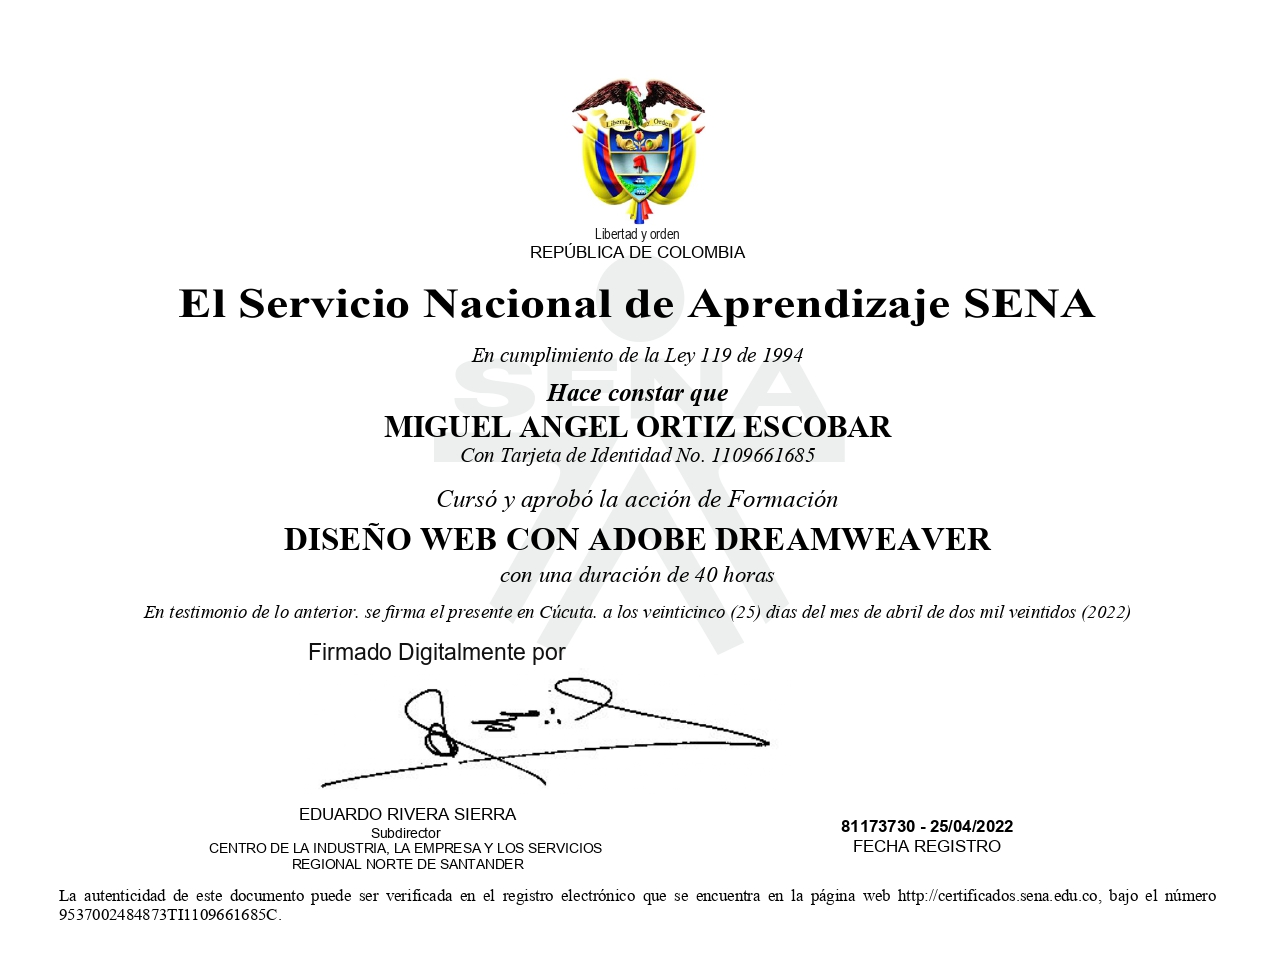 Libertad y Orden
Libertad y orden
REPÚBLICA DE COLOMBIA
El Servicio Nacional de Aprendizaje SENA
En cumplimiento de la Ley 119 de 1994
SENA
Hace constar que
MIGUEL ANGEL ORTIZ ESCOBAR
Con Tarjeta de Identidad No. 1109661685
Cursó y aprobó la acción de Formación
DISEÑO WEB CON ADOBE DREAMWEAVER
con una duración de 40 horas
En testimonio de lo anterior. se firma el presente en Cúcuta. a los veinticinco (25) dias del mes de abril de dos mil veintidos (2022)
Firmado Digitalmente por
EDUARDO RIVERA SIERRA
Subdirector
CENTRO DE LA INDUSTRIA, LA EMPRESA Y LOS SERVICIOS
REGIONAL NORTE DE SANTANDER
81173730 - 25/04/2022
FECHA REGISTRO
La autenticidad de este documento puede ser verificada en el registro electrónico que se encuentra en la página web http://certificados.sena.edu.co, bajo el número
9537002484873TI1109661685C.